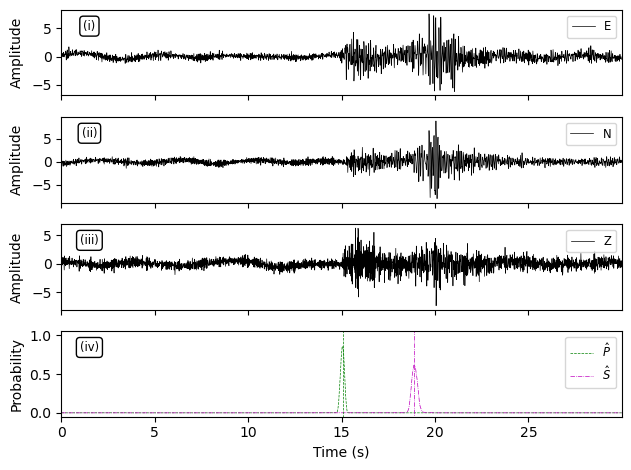 (i)
E
Amplitude
5
0
−5
(ii)
N
Amplitude
5
0
−5
(iii)
Z
Amplitude
5
0
−5
(iv)
P̂
Ŝ
Probability
1.0
0.5
0.0
0 5 10 15 20 25
Time (s)